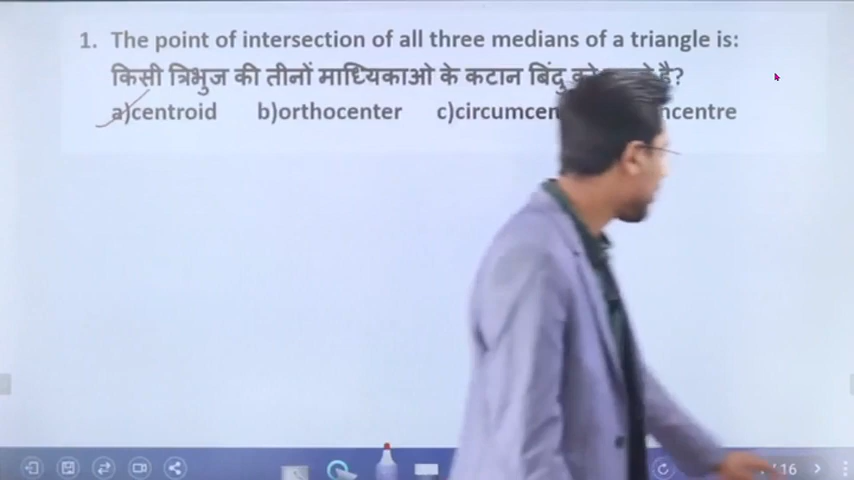 1. The point of intersection of all three medians of a triangle is:
किसी त्रिभुज की तीनों माध्यिकाओ के कटान बिंदु है?
a)centroid b)orthocenter c)circumcen ncentre
/ 16